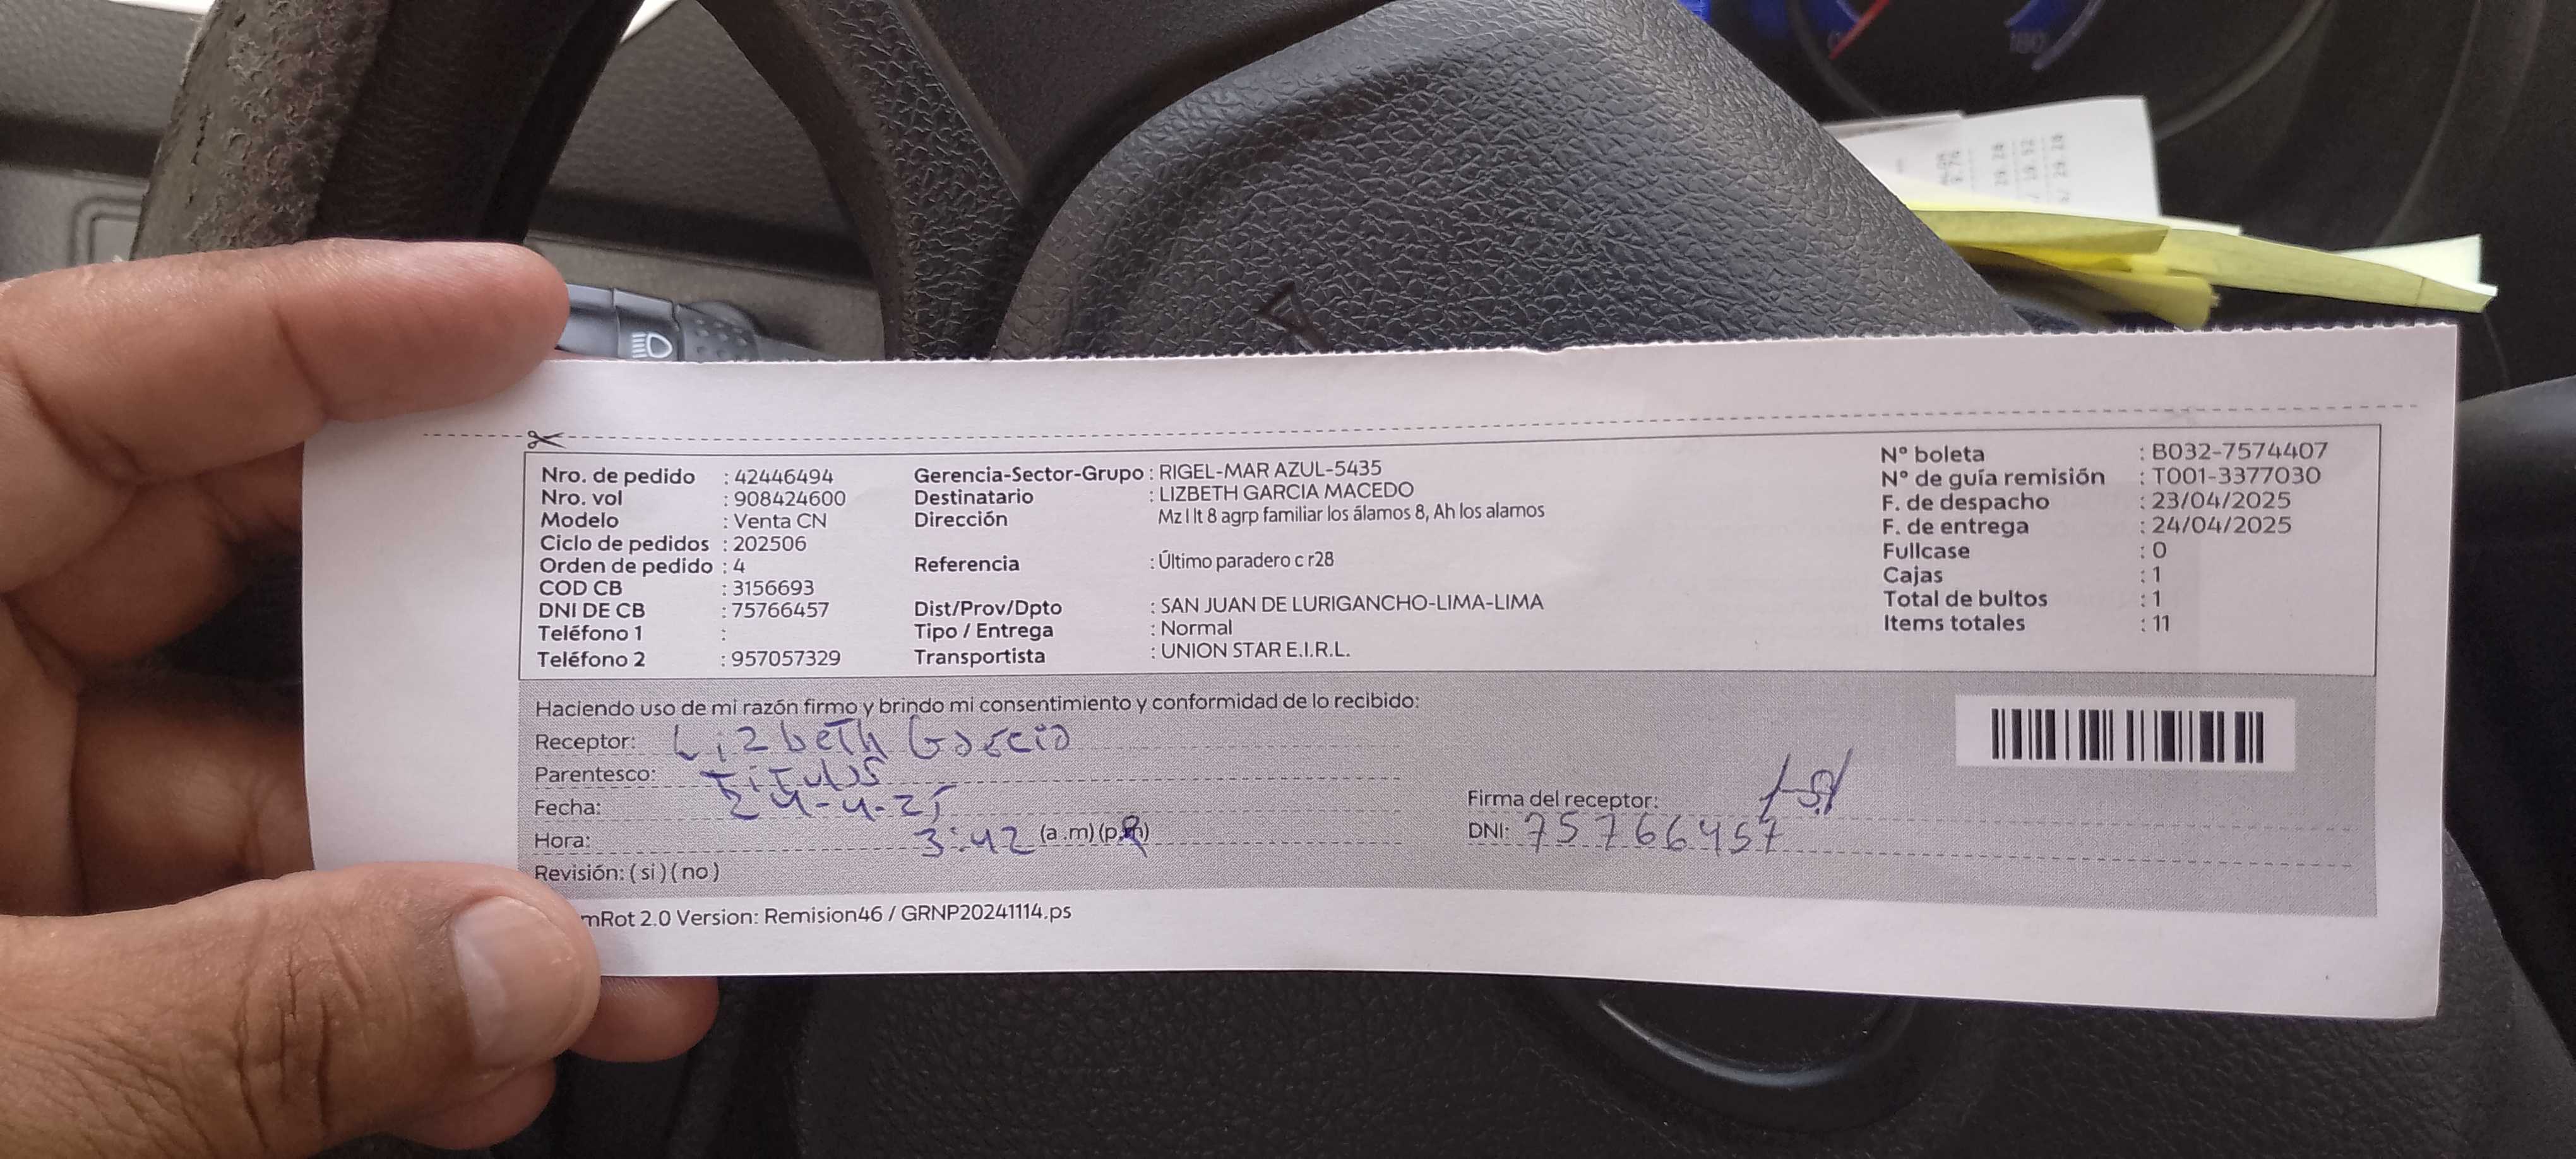 Nro. de pedido : 42446494
Nro. vol : 908424600
Modelo : Venta CN
Ciclo de pedidos : 202506
Orden de pedido : 4
COD CB : 3156693
DNI DE CB : 75766457
Teléfono 1 :
Teléfono 2 : 957057329
Gerencia-Sector-Grupo : RIGEL-MAR AZUL-5435
Destinatario : LIZBETH GARCIA MACEDO
Dirección Mz I lt 8 agrp familiar los álamos 8, Ah los alamos
Referencia : Último paradero c r28
Dist/Prov/Dpto : SAN JUAN DE LURIGANCHO-LIMA-LIMA
Tipo / Entrega : Normal
Transportista : UNION STAR E.I.R.L.
N° boleta : B032-7574407
N° de guía remisión : T001-3377030
F. de despacho : 23/04/2025
F. de entrega : 24/04/2025
Fullcase : 0
Cajas : 1
Total de bultos : 1
Items totales : 11
Haciendo uso de mi razón firmo y brindo mi consentimiento y conformidad de lo recibido:
Receptor: Lizbeth Garcia
Parentesco: titular
Fecha: 24-4-25
Hora: 3:42 (a.m) (p.m)
Revisión: ( si ) ( no )
Firma del receptor:
DNI: 75766457
mRot 2.0 Version: Remision46 / GRNP20241114.ps